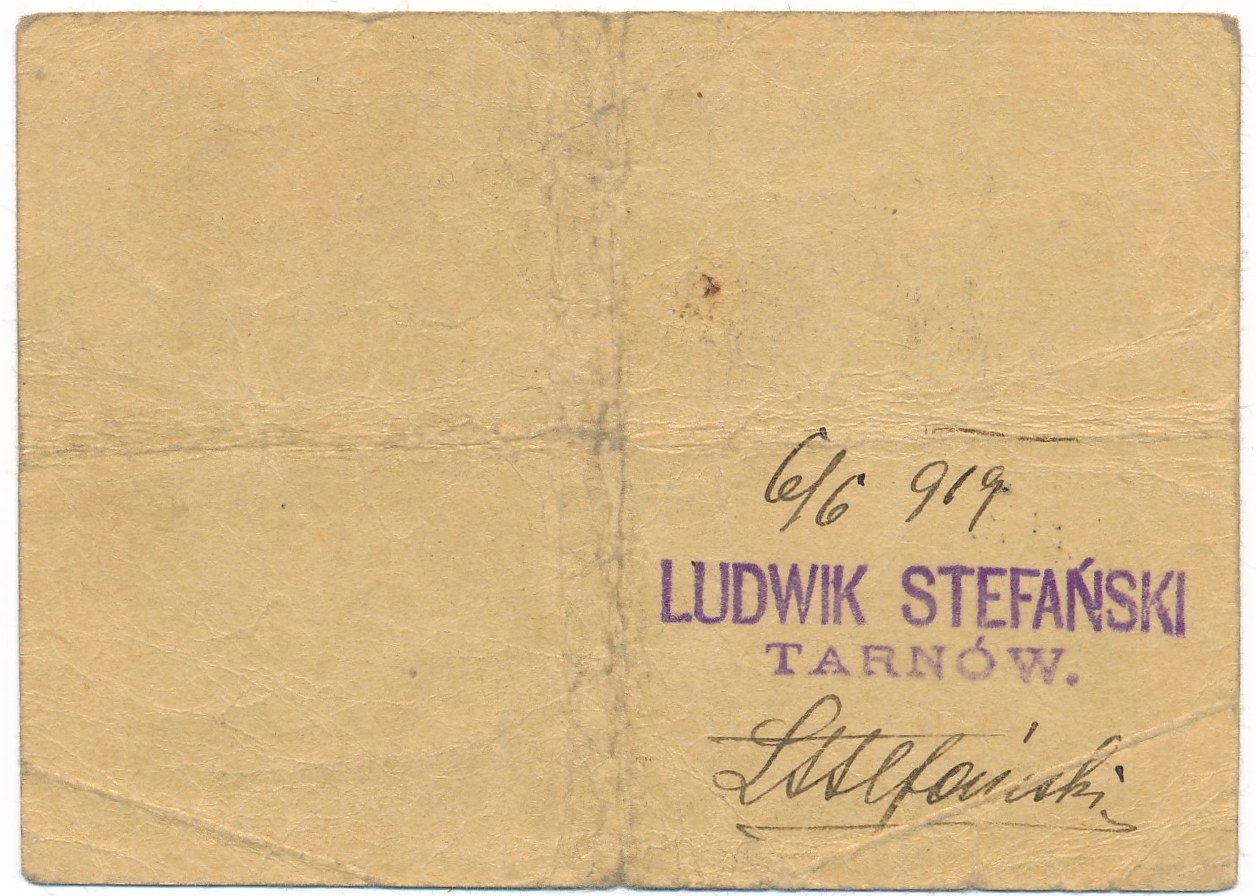 6/6 919
LUDWIK STEFAŃSKI
TARNÓW.
LStefański